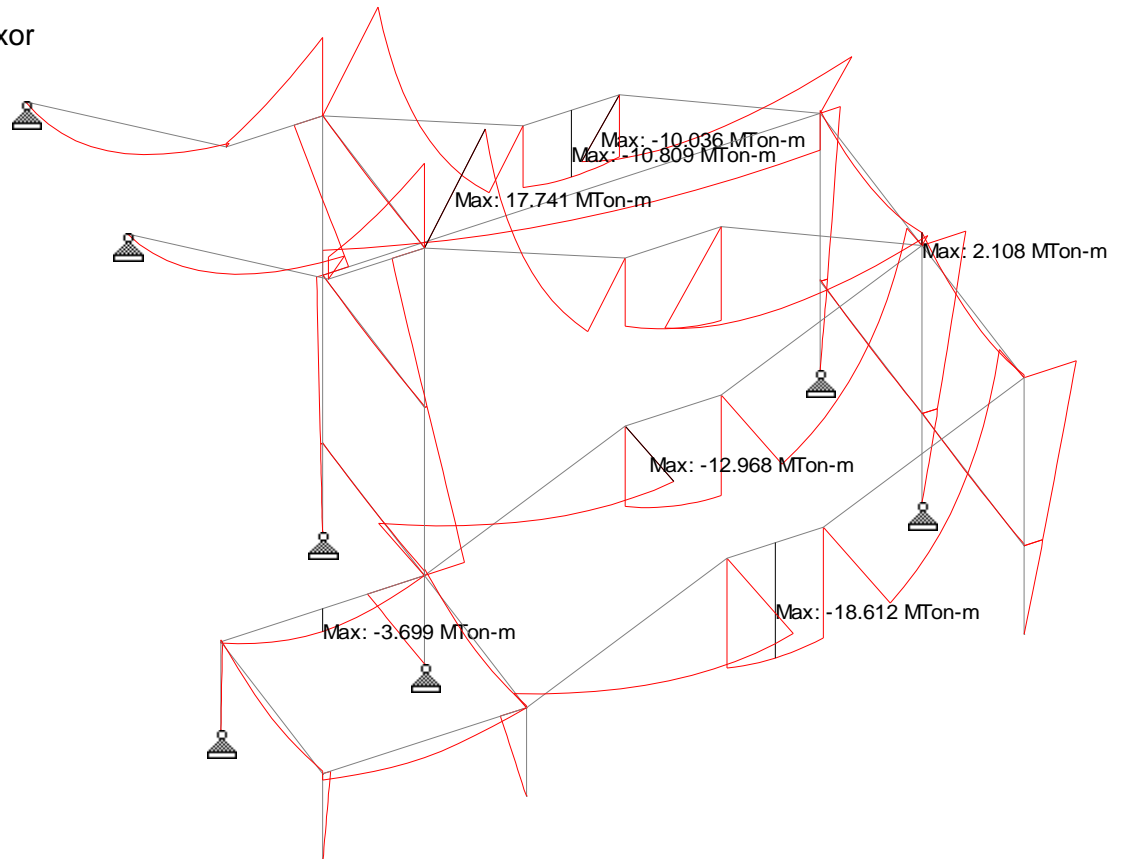 xor
Max: -10.036 MTon-m
Max: -10.809 MTon-m
Max: 17.741 MTon-m
Max: 2.108 MTon-m
Max: -12.968 MTon-m
Max: -18.612 MTon-m
Max: -3.699 MTon-m